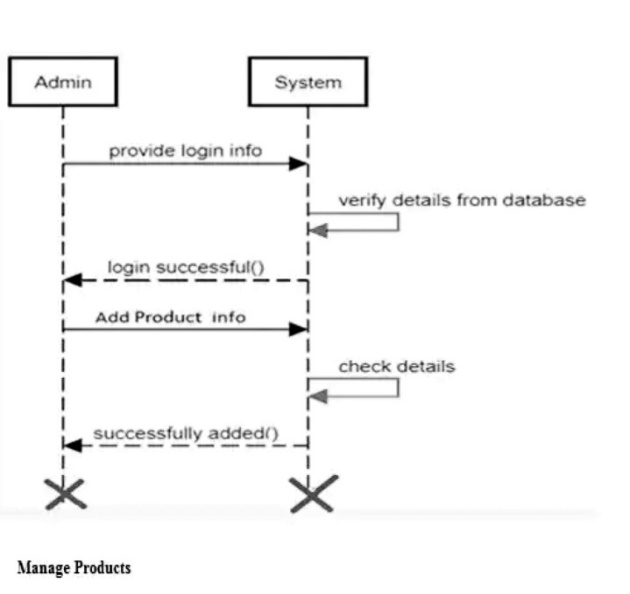 Admin
System
provide login info
verify details from database
login successful()
Add Product info
check details
successfully added()
Manage Products